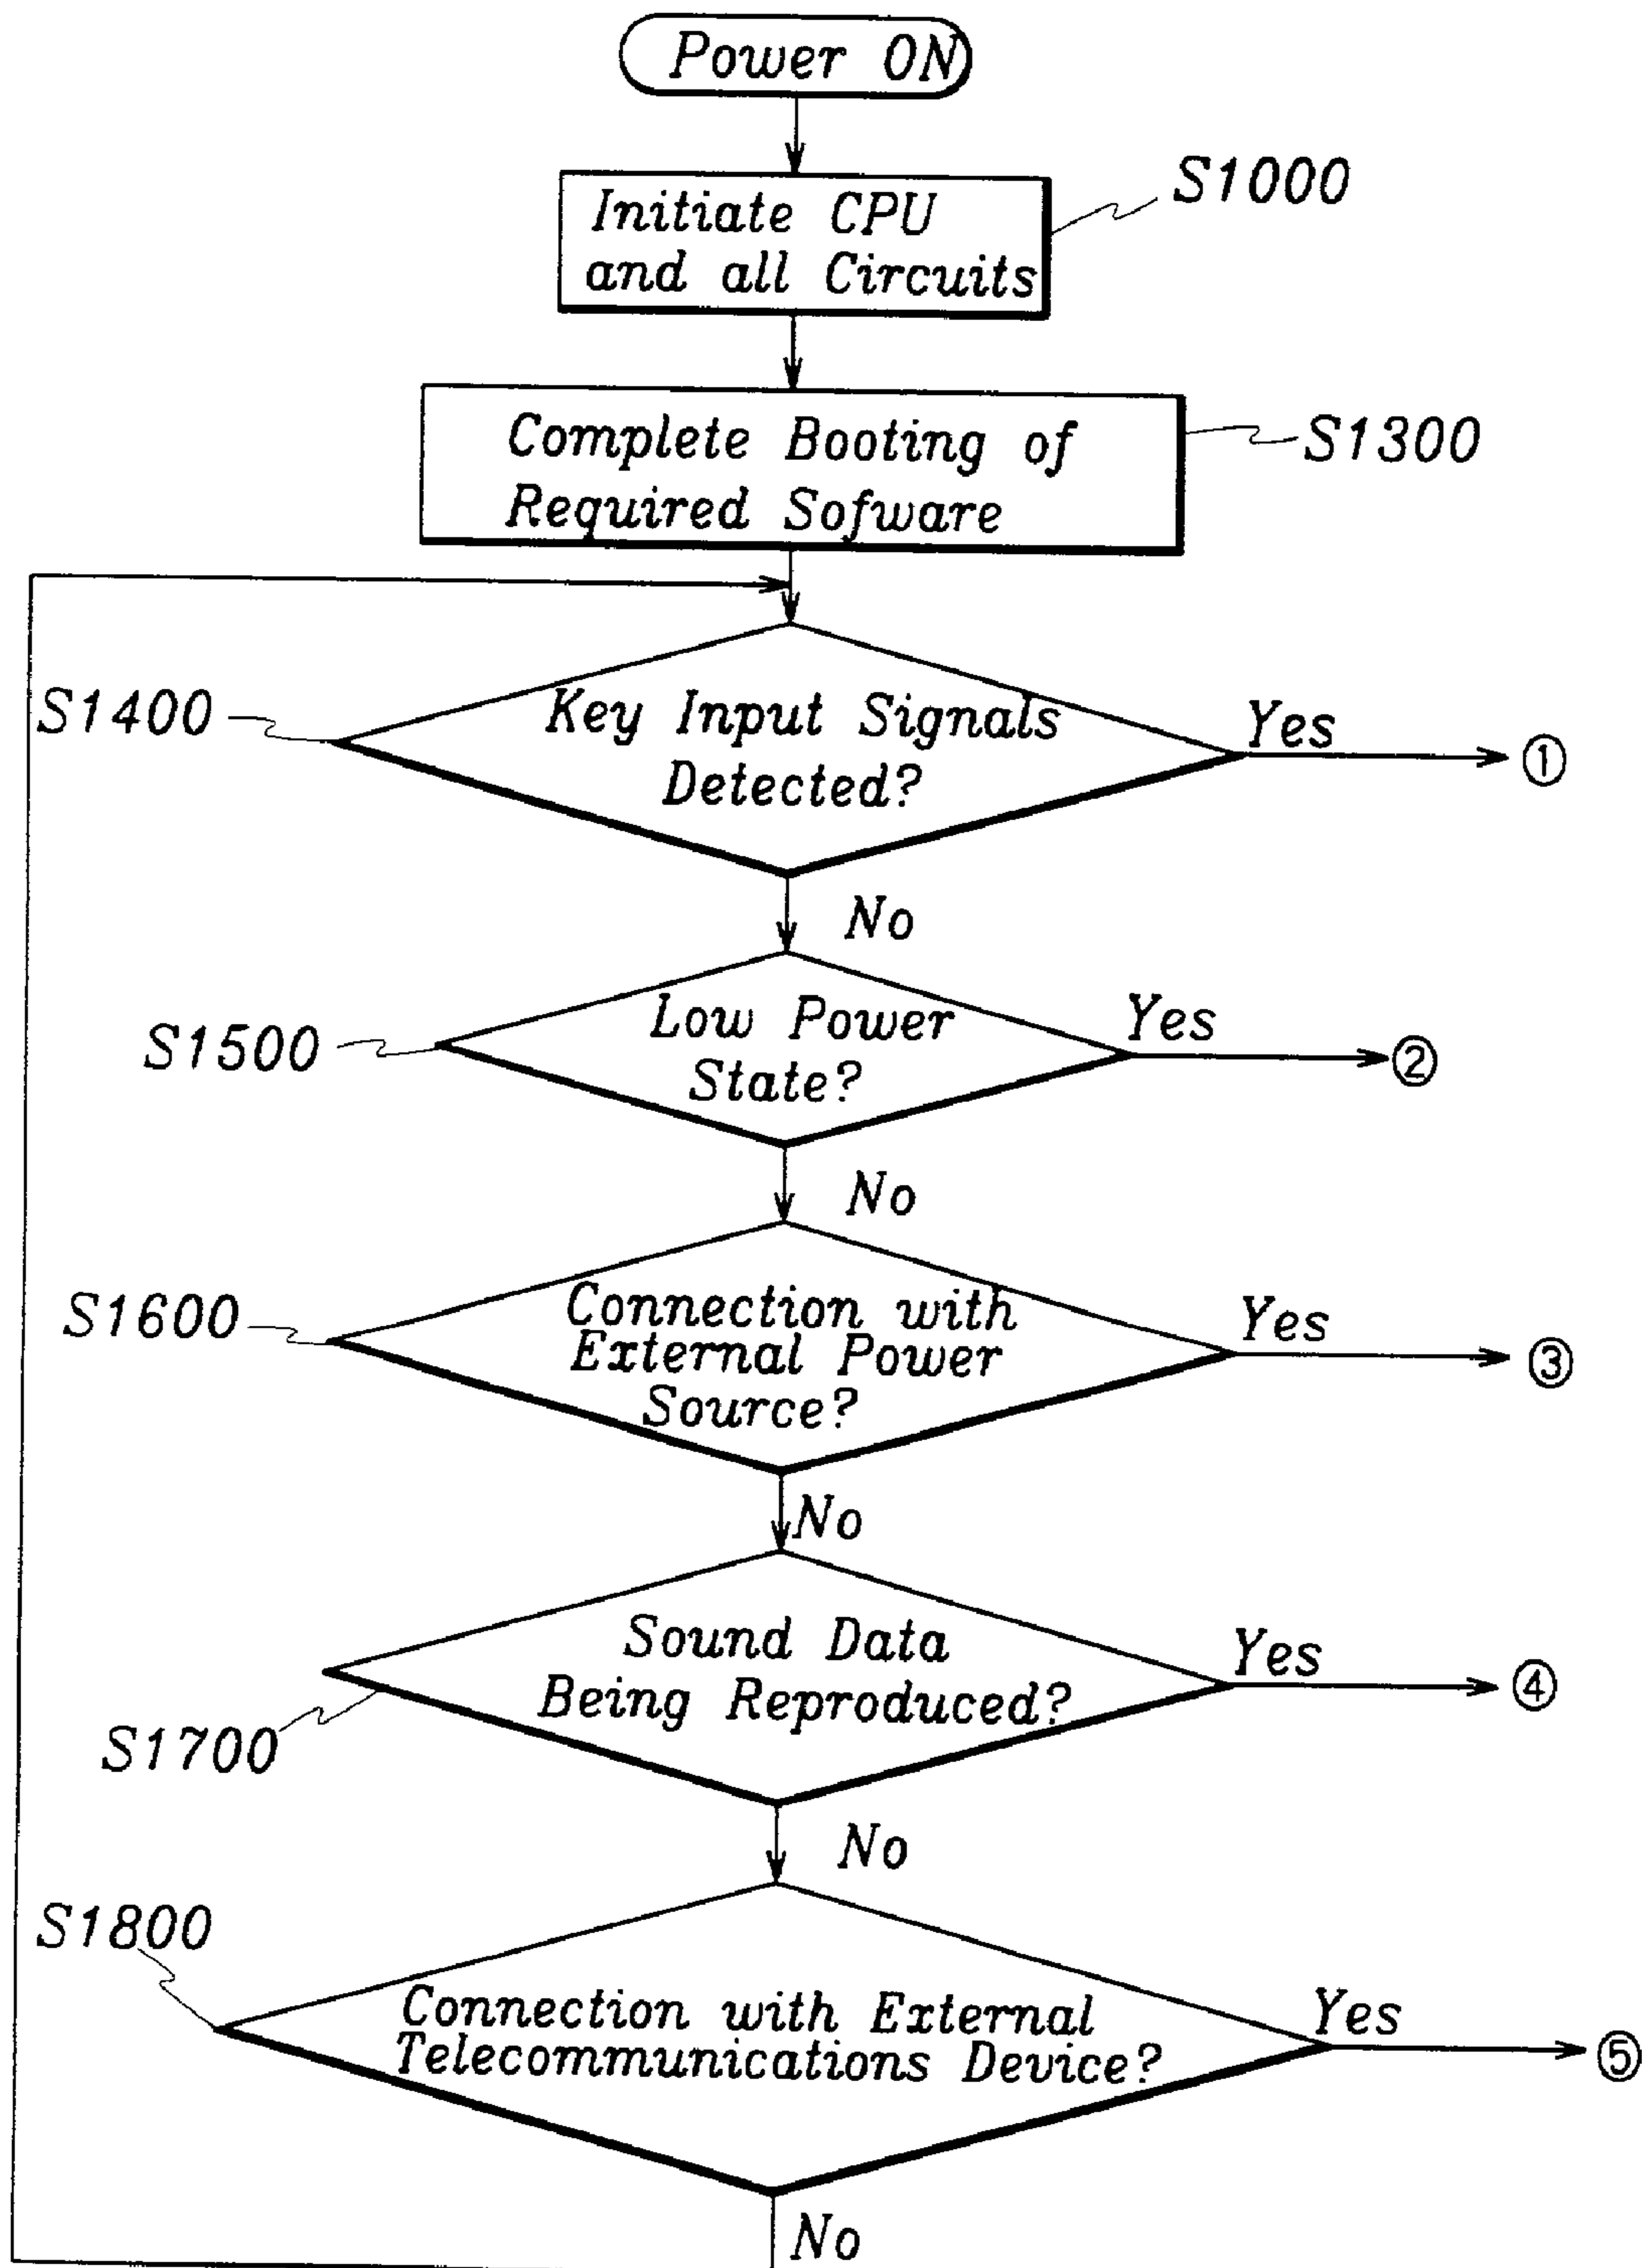 Power ON
S1000
Initiate CPU
and all Circuits
Complete Booting of
Required Sofware
S1300
S1400
Key Input Signals
Detected?
Yes
①
No
S1500
Low Power
State?
Yes
②
No
S1600
Connection with
External Power
Source?
Yes
③
No
Sound Data
Being Reproduced?
Yes
④
S1700
No
S1800
Connection with External
Telecommunications Device?
Yes
⑤
No